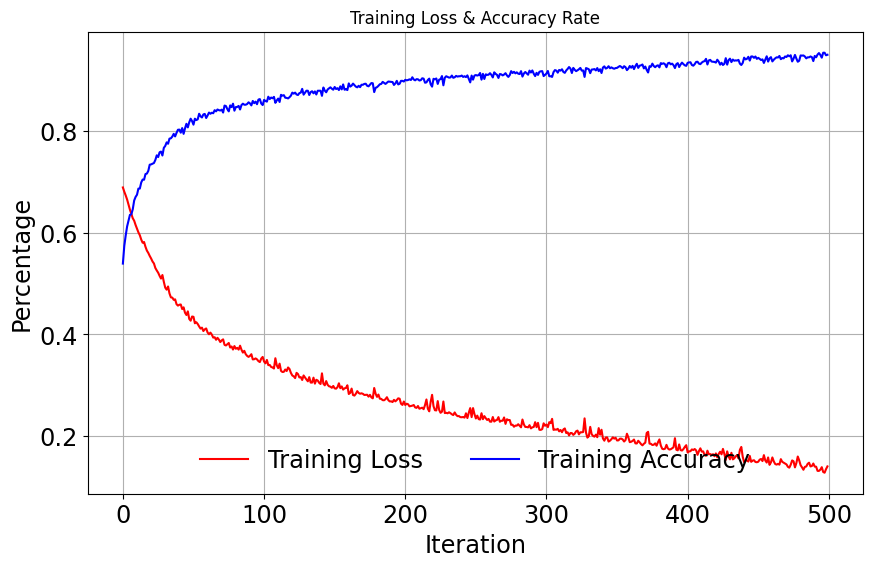 Training Loss & Accuracy Rate
Percentage
0.8
0.6
0.4
0.2
Training Loss
Training Accuracy
0 100 200 300 400 500
Iteration